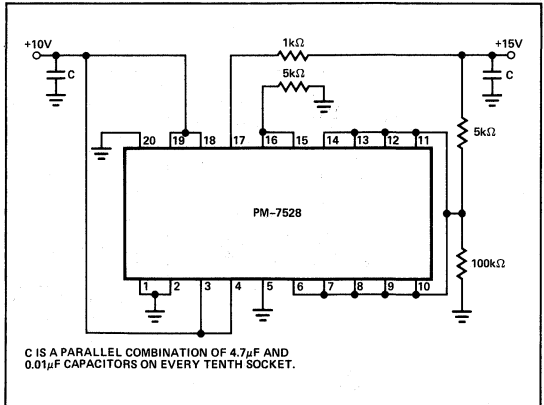 +10V
1kΩ
+15V
C
5kΩ
C
20 19 18 17 16 15 14 13 12 11
5kΩ
PM-7528
100kΩ
1 2 3 4 5 6 7 8 9 10
C IS A PARALLEL COMBINATION OF 4.7μF AND
0.01μF CAPACITORS ON EVERY TENTH SOCKET.